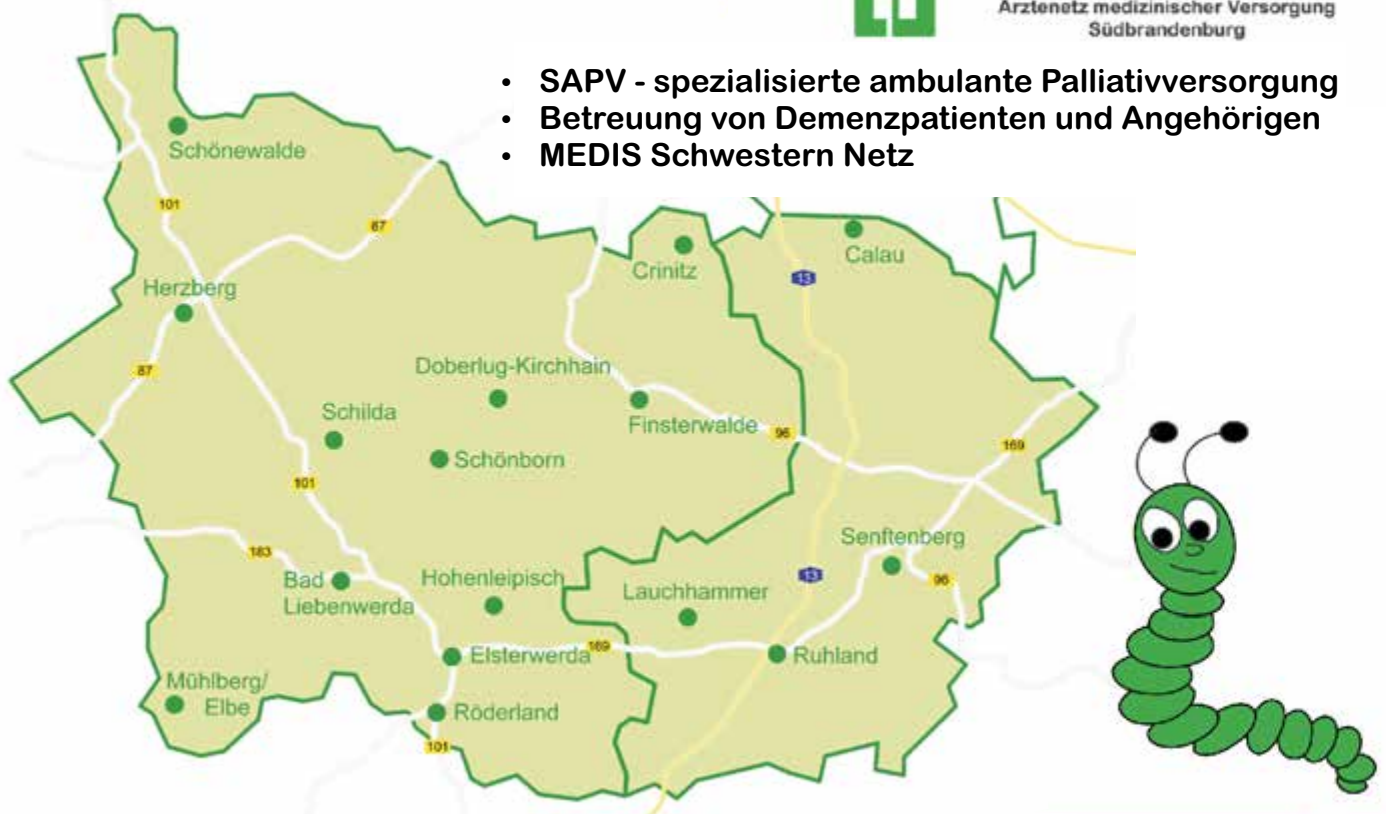 Ärztenetz medizinischer Versorgung
Südbrandenburg
• SAPV - spezialisierte ambulante Palliativversorgung
• Betreuung von Demenzpatienten und Angehörigen
• MEDIS Schwestern Netz
Schönewalde
101
87
Crinitz
Calau
13
Herzberg
87
Doberlug-Kirchhain
Schilda
Finsterwalde
96
169
Schönborn
101
183
Senftenberg
Bad
Liebenwerda
Hohenleipisch
13
96
Lauchhammer
Elsterwerda
169
Ruhland
Mühlberg/
Elbe
Röderland
101